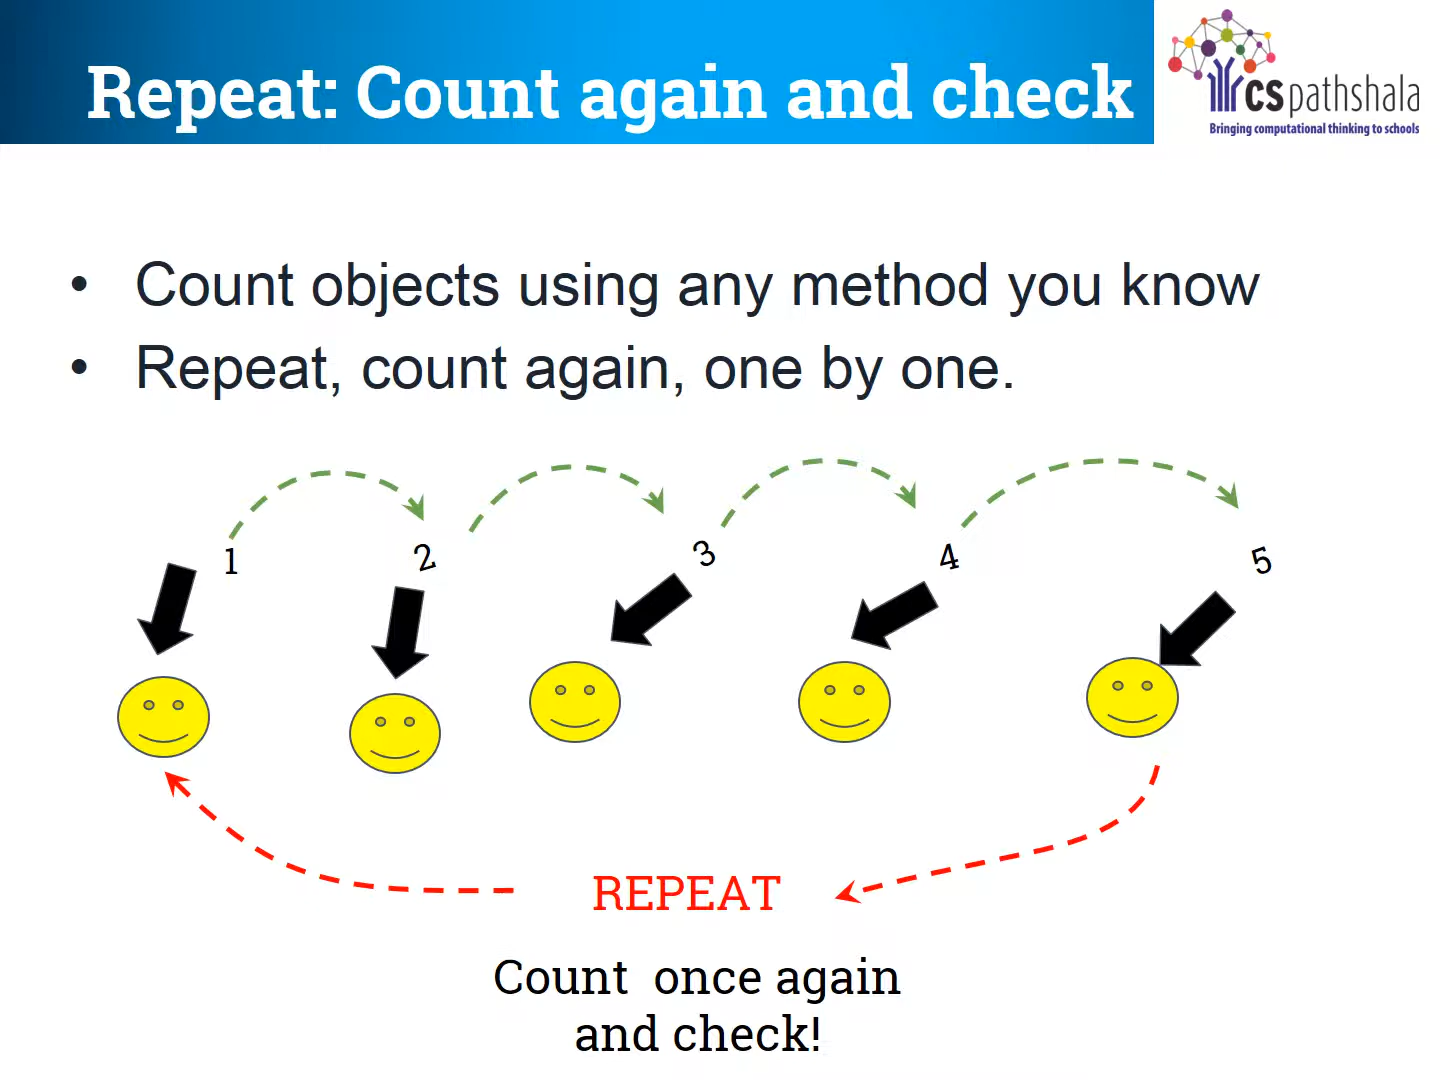 Repeat: Count again and check
CSpathshala
Bringing computational thinking to schools
• Count objects using any method you know
• Repeat, count again, one by one.
1 2 3 4 5
REPEAT
Count once again
and check!